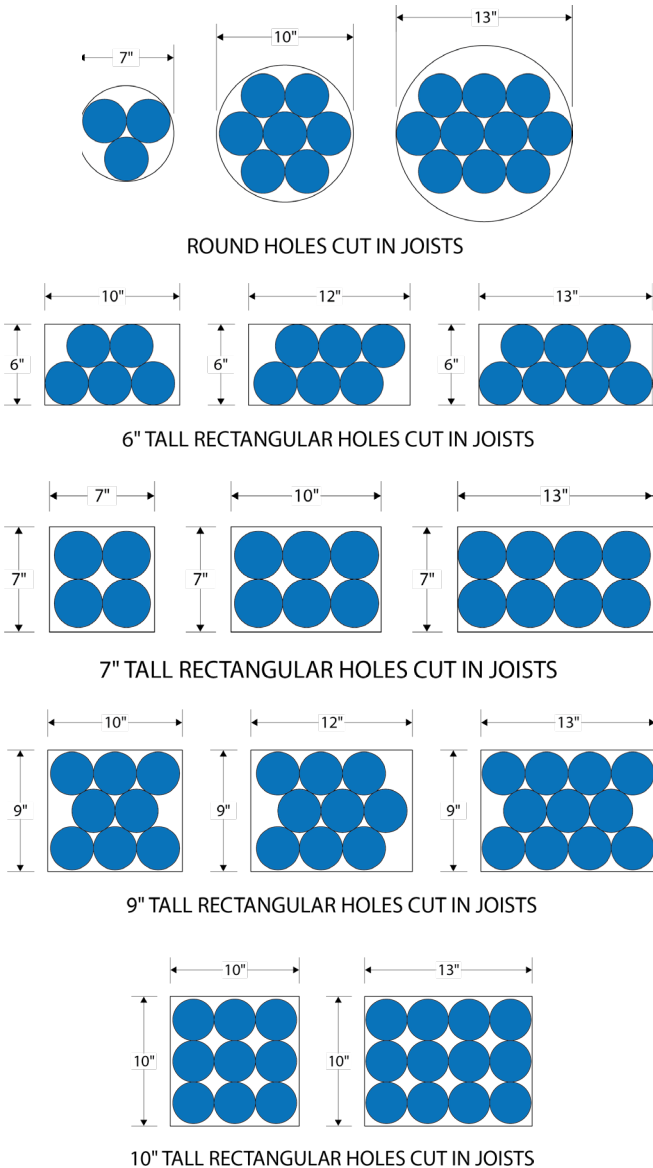 7" 10" 13"
ROUND HOLES CUT IN JOISTS
10" 12" 13"
6" 6" 6"
6" TALL RECTANGULAR HOLES CUT IN JOISTS
7" 10" 13"
7" 7" 7"
7" TALL RECTANGULAR HOLES CUT IN JOISTS
10" 12" 13"
9" 9" 9"
9" TALL RECTANGULAR HOLES CUT IN JOISTS
10" 13"
10" 10"
10" TALL RECTANGULAR HOLES CUT IN JOISTS